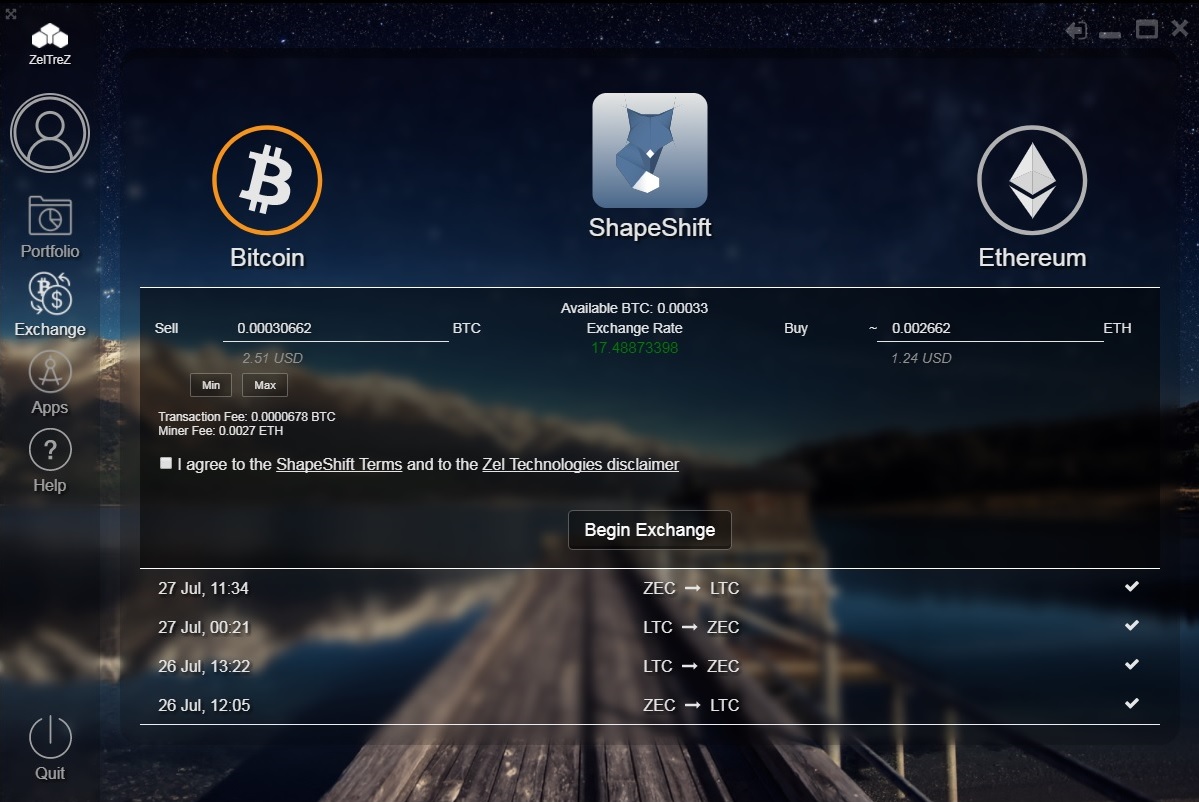 ZelTreZ
Portfolio
Exchange
Apps
?
Help
Quit
Bitcoin
ShapeShift
Ethereum
Available BTC: 0.00033
Sell 0.00030662 BTC
Exchange Rate
Buy ~ 0.002662 ETH
17.48873398
2.51 USD
1.24 USD
Min Max
Transaction Fee: 0.0000678 BTC
Miner Fee: 0.0027 ETH
I agree to the ShapeShift Terms and to the Zel Technologies disclaimer
Begin Exchange
27 Jul, 11:34 ZEC → LTC ✔
27 Jul, 00:21 LTC → ZEC ✔
26 Jul, 13:22 LTC → ZEC ✔
26 Jul, 12:05 ZEC → LTC ✔